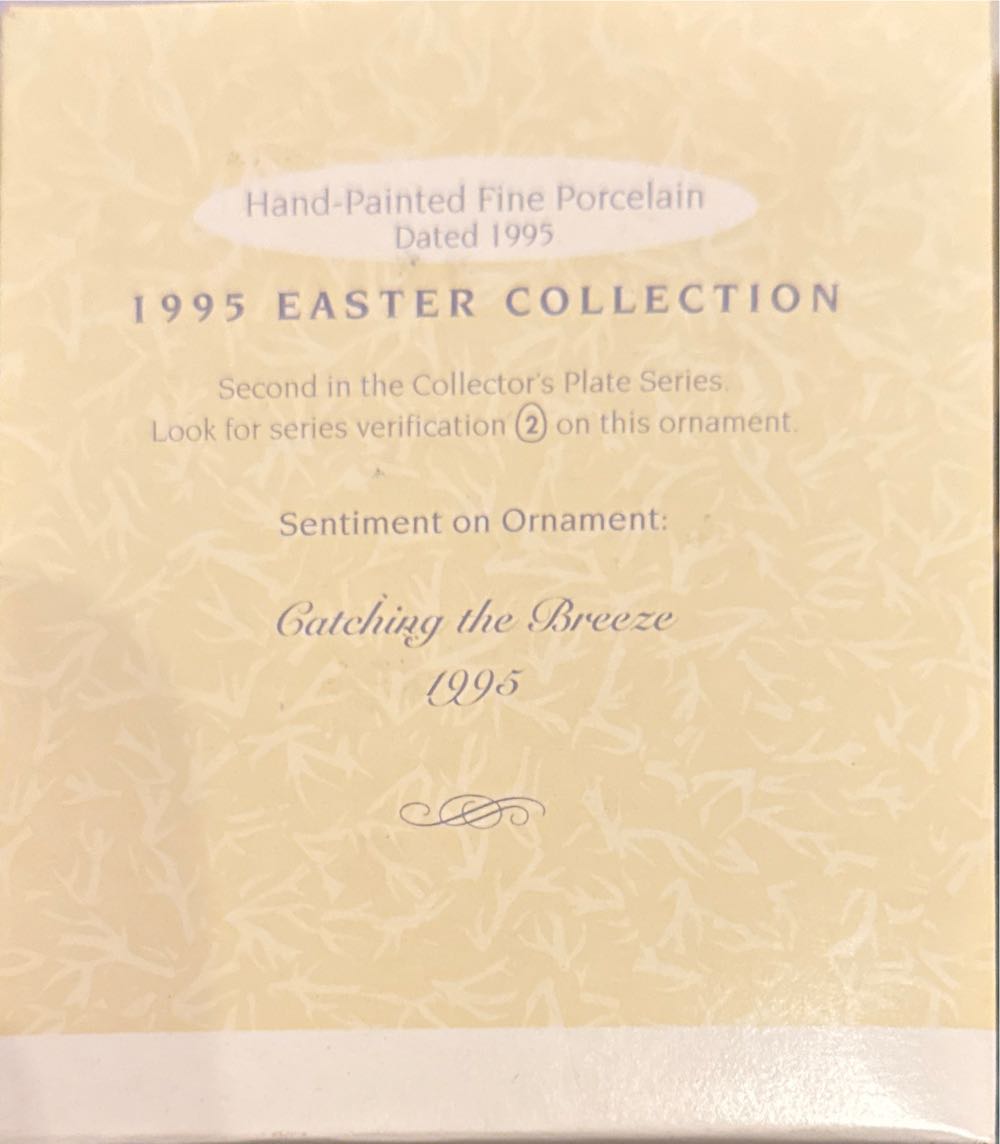 Hand-Painted Fine Porcelain
Dated 1995
1995 EASTER COLLECTION
Second in the Collector's Plate Series.
Look for series verification ② on this ornament.
Sentiment on Ornament:
Catching the Breeze
1995